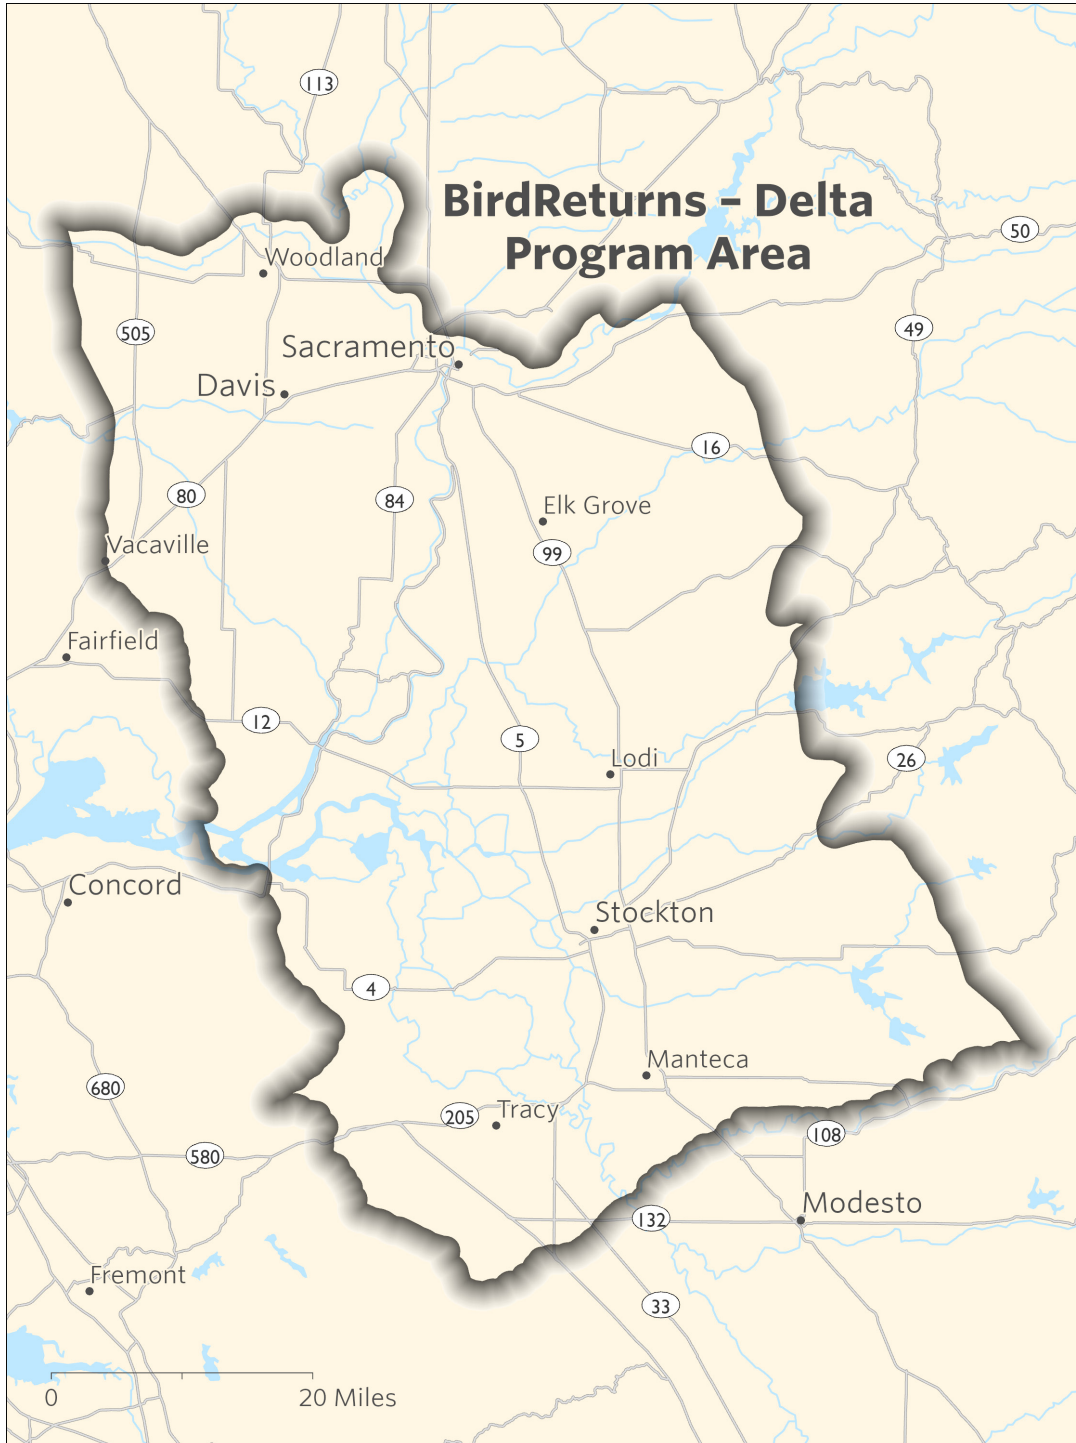 113
BirdReturns – Delta
Program Area
50
Woodland
505
49
Sacramento
Davis
16
80
84
Elk Grove
99
Vacaville
Fairfield
12
5
Lodi
26
Concord
Stockton
4
Manteca
680
205
Tracy
108
580
Modesto
132
Fremont
33
0
20 Miles